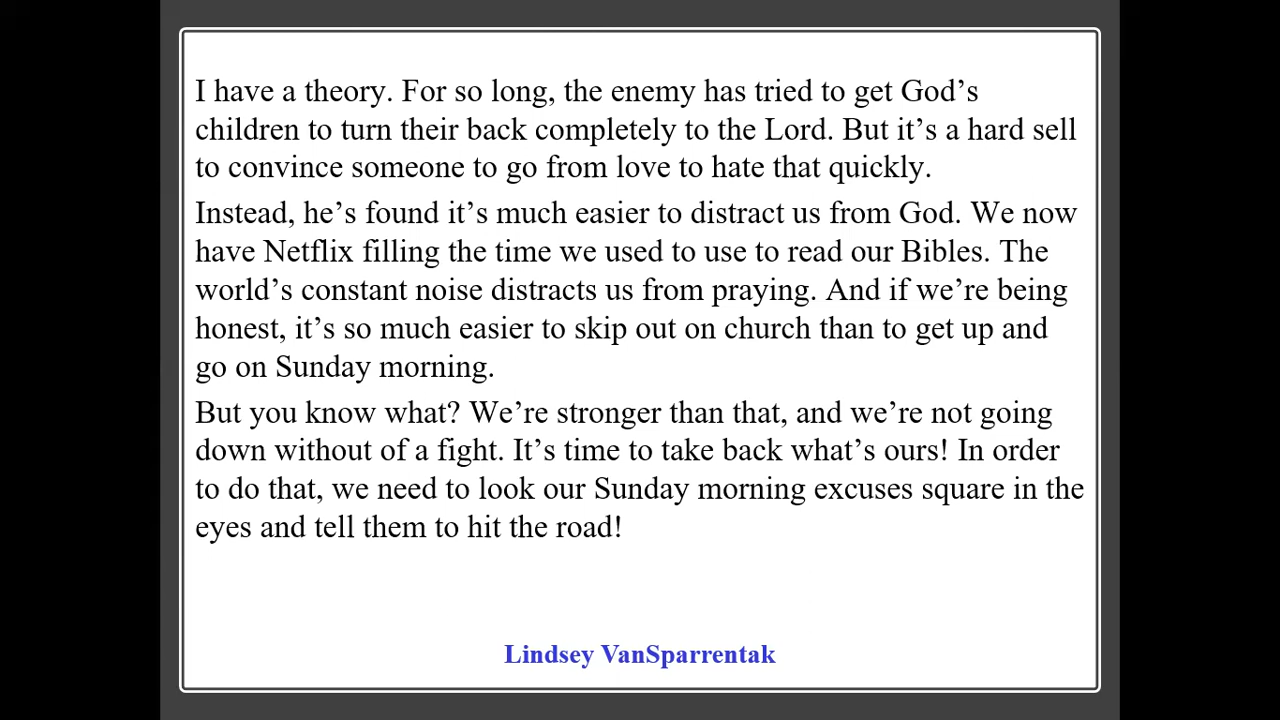 I have a theory. For so long, the enemy has tried to get God’s
children to turn their back completely to the Lord. But it’s a hard sell
to convince someone to go from love to hate that quickly.
Instead, he’s found it’s much easier to distract us from God. We now
have Netflix filling the time we used to use to read our Bibles. The
world’s constant noise distracts us from praying. And if we’re being
honest, it’s so much easier to skip out on church than to get up and
go on Sunday morning.
But you know what? We’re stronger than that, and we’re not going
down without of a fight. It’s time to take back what’s ours! In order
to do that, we need to look our Sunday morning excuses square in the
eyes and tell them to hit the road!
Lindsey VanSparrentak